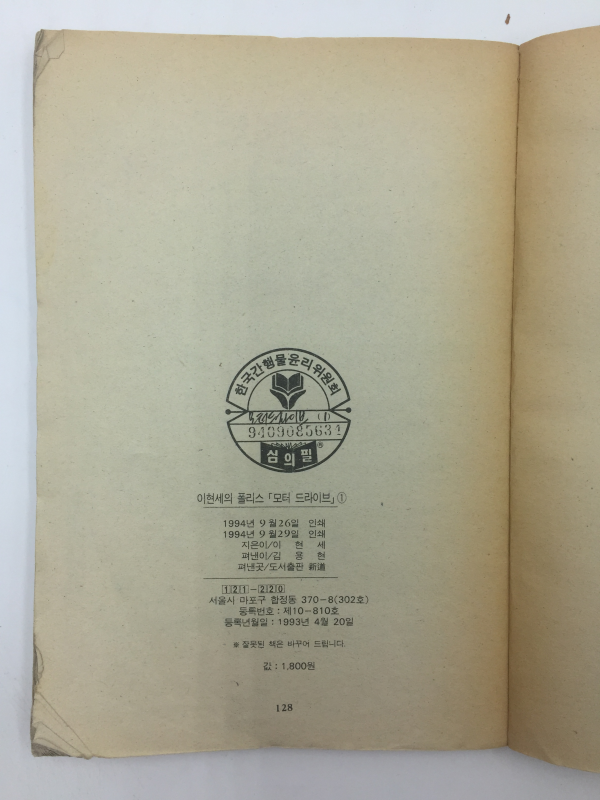 한국간행물윤리위원회
(1)
9409085634
심의필
이현세의 폴리스 「모터 드라이브」①
1994년 9월26일 인쇄
1994년 9월29일 인쇄
지은이/이 현 세
펴낸이/김 용 현
펴낸곳/도서출판 新道
121-220
서울시 마포구 합정동 370-8(302호)
등록번호 : 제10-810호
등록년월일 : 1993년 4월 20일
※ 잘못된 책은 바꾸어 드립니다.
값 : 1,800원
128